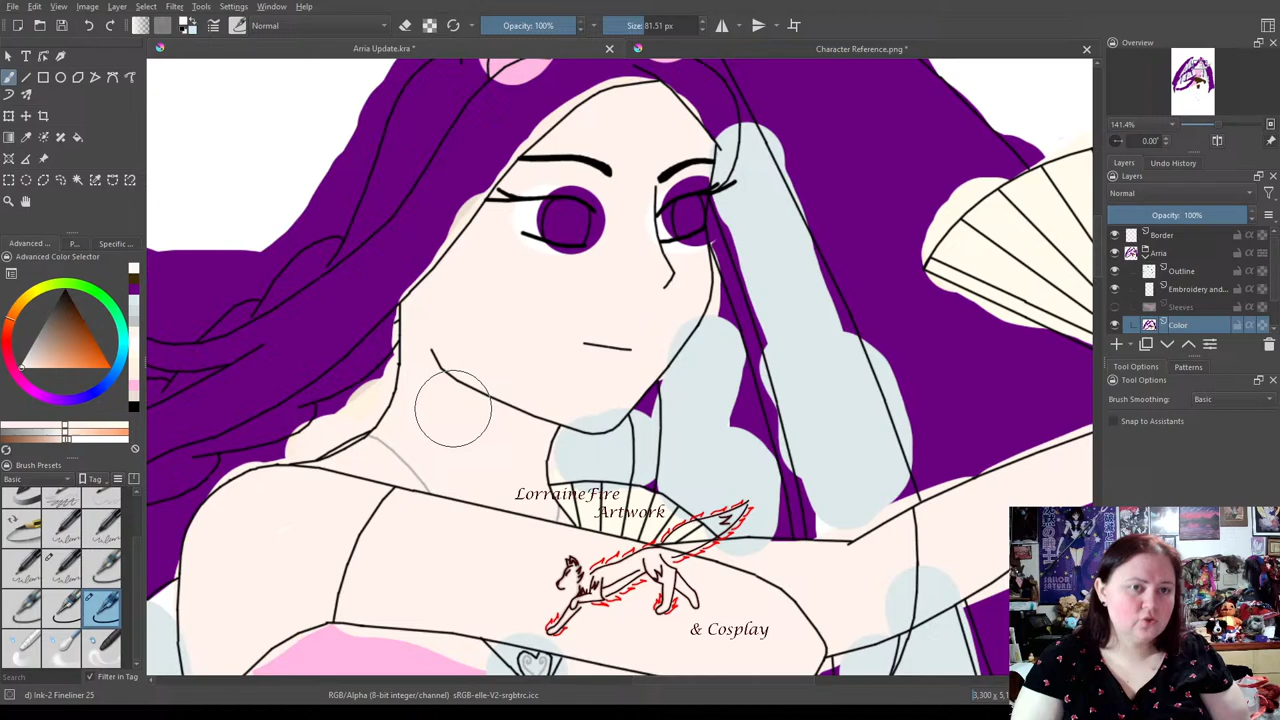 File Edit View Image Layer Select Filter Tools Settings Window Help
Normal
Opacity: 100%
Size: 81.51 px
Arria Update.kra *
Character Reference.png *
Overview
141.4%
0.00°
Layers
Undo History
Layers
Normal
Opacity: 100%
Border
Arria
Outline
Embroidery and...
Sleeves
Color
Tool Options
Patterns
Tool Options
Brush Smoothing:
Basic
Snap to Assistants
Advanced ...
P...
Specific ...
Advanced Color Selector
Brush Presets
Basic
Tag
Search
Filter in Tag
d) Ink-2 Fineliner 25
RGB/Alpha (8-bit integer/channel) sRGB-elle-V2-srgbtrc.icc
LorraineFire
Artwork
& Cosplay
SAILOR
SATURN